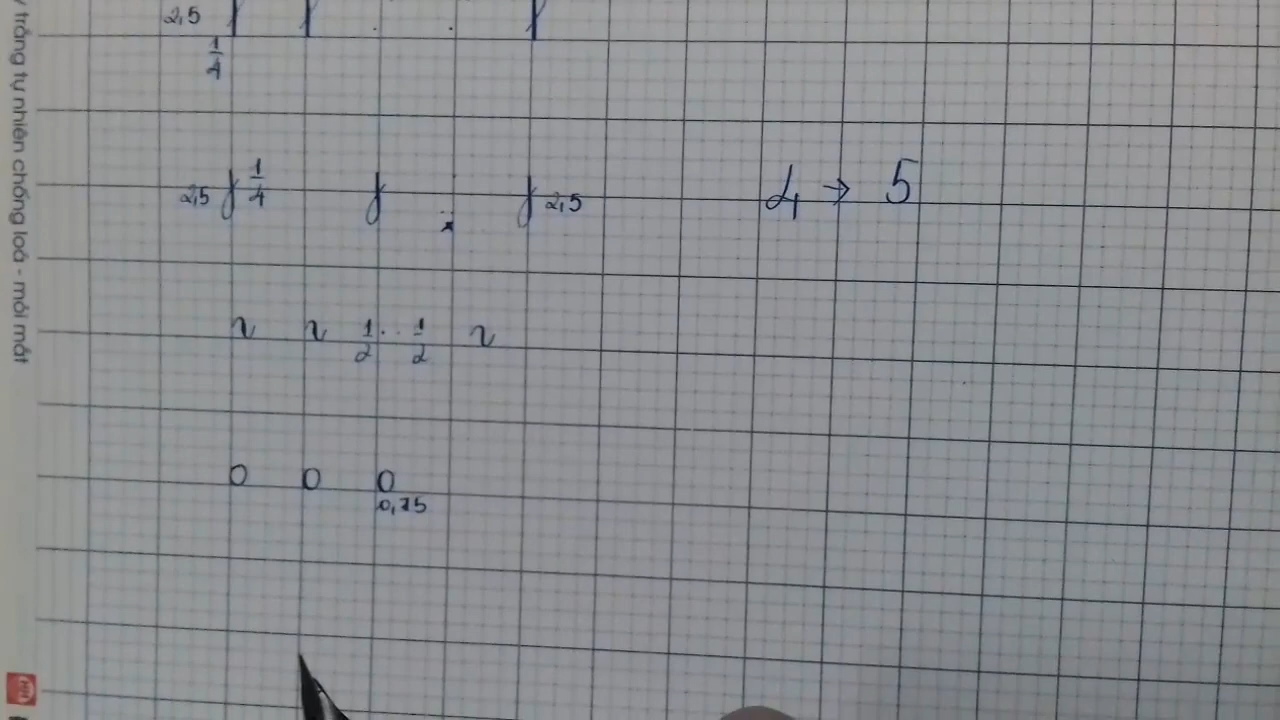 2,5
1/4
2,5 1/4 2,5 4 → 5
1/2 1/2
0 0 0
0,75
trắng tự nhiên chống loá - mỏi mắt